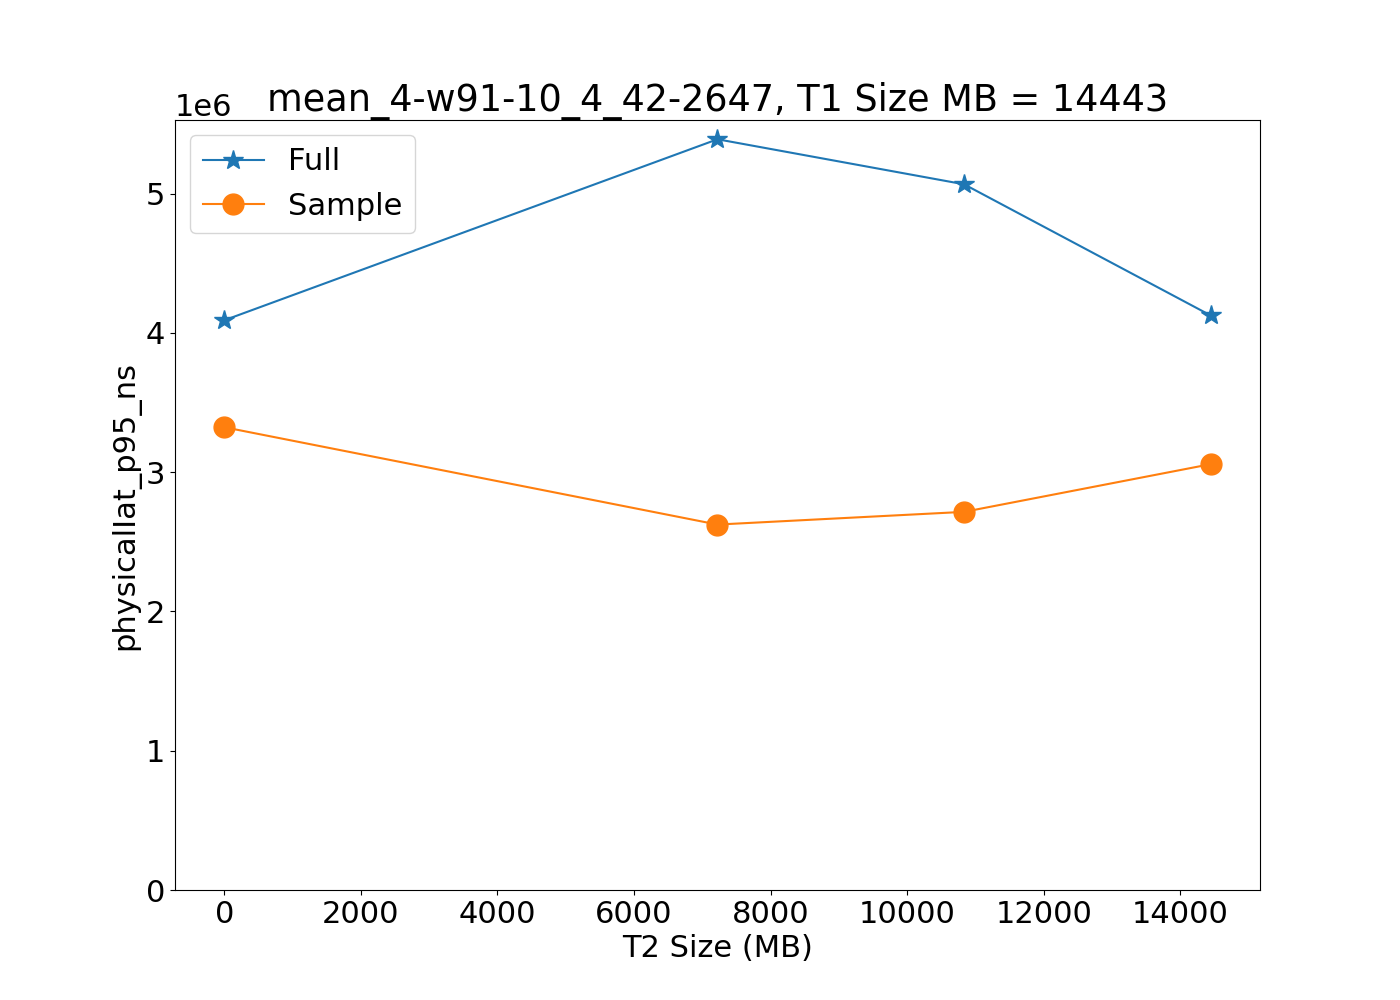 1e6
mean_4-w91-10_4_42-2647, T1 Size MB = 14443
Full
Sample
physicallat_p95_ns
5
4
3
2
1
0
0 2000 4000 6000 8000 10000 12000 14000
T2 Size (MB)